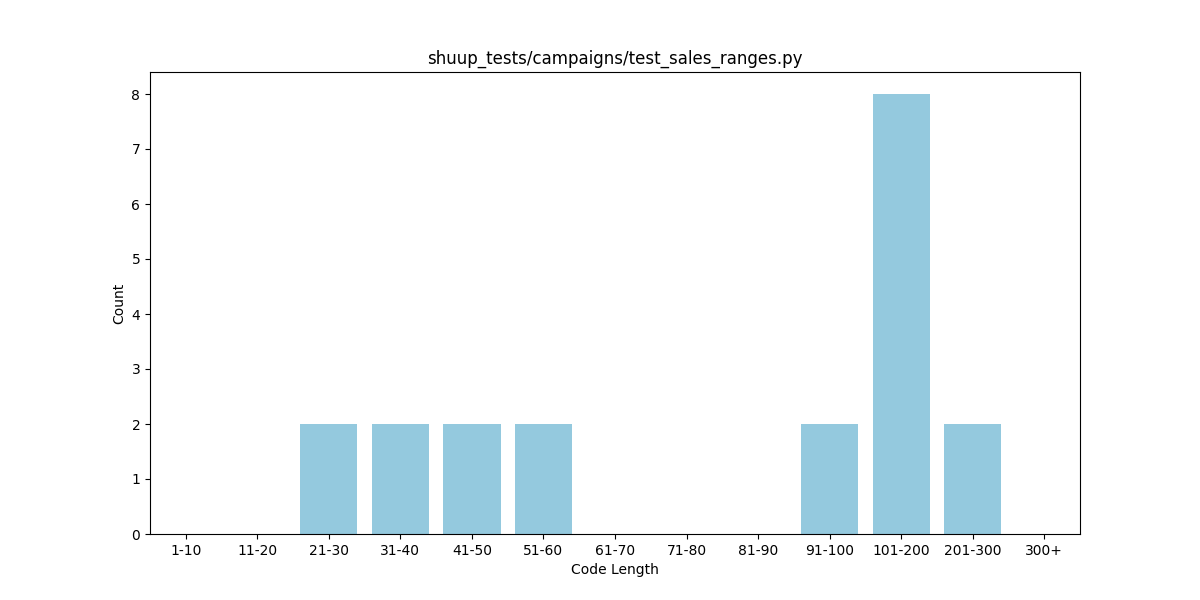 shuup_tests/campaigns/test_sales_ranges.py
8
7
6
5
4
3
2
1
0
Count
1-10 11-20 21-30 31-40 41-50 51-60 61-70 71-80 81-90 91-100 101-200 201-300 300+
Code Length